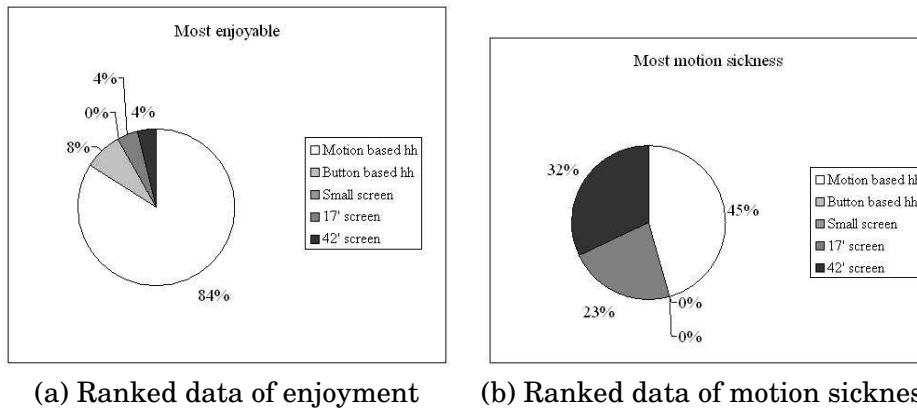 Most enjoyable
4%
0%
4%
8%
84%
Motion based hh
Button based hh
Small screen
17' screen
42' screen
(a) Ranked data of enjoyment
Most motion sickness
32%
45%
23%
0%
0%
Motion based hh
Button based hh
Small screen
17' screen
42' screen
(b) Ranked data of motion sicknes